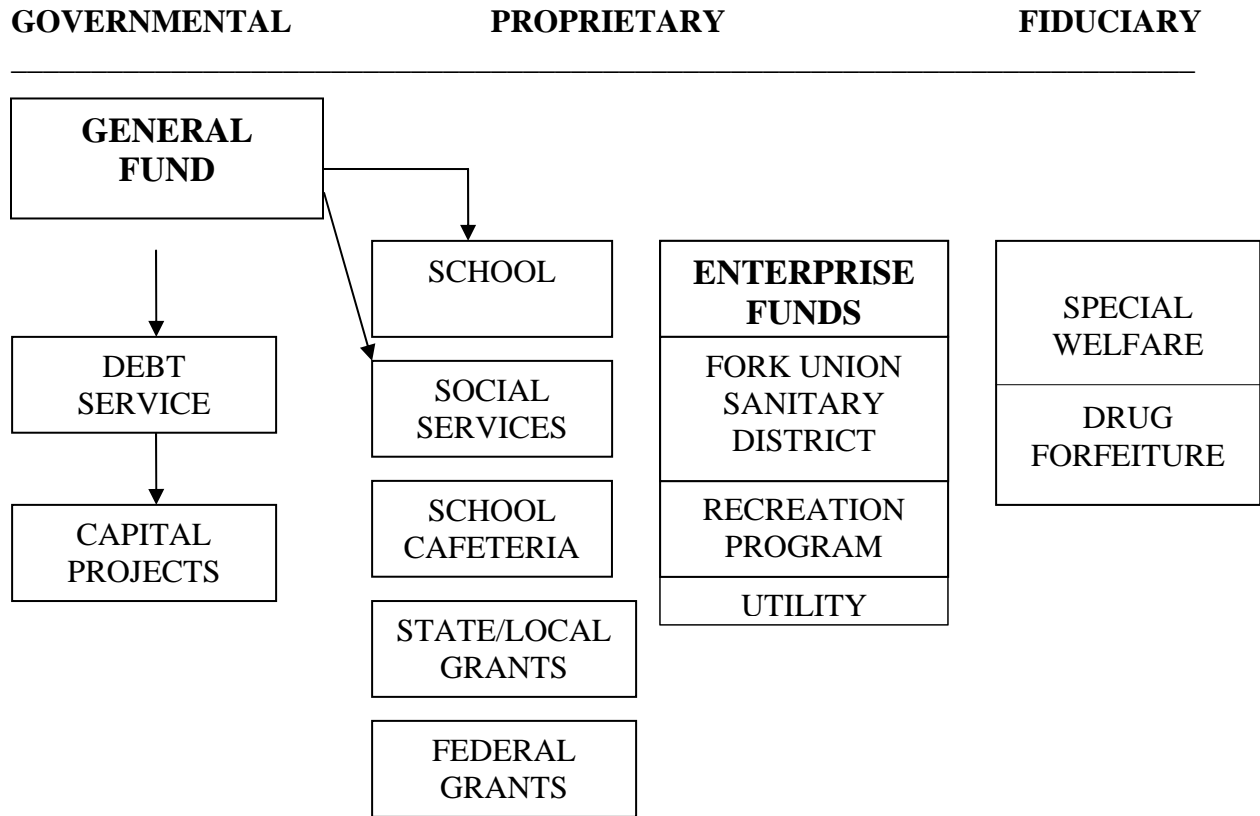 GOVERNMENTAL PROPRIETARY FIDUCIARY
GENERAL
FUND
DEBT
SERVICE
CAPITAL
PROJECTS
SCHOOL
SOCIAL
SERVICES
SCHOOL
CAFETERIA
STATE/LOCAL
GRANTS
FEDERAL
GRANTS
ENTERPRISE
FUNDS
FORK UNION
SANITARY
DISTRICT
RECREATION
PROGRAM
UTILITY
SPECIAL
WELFARE
DRUG
FORFEITURE